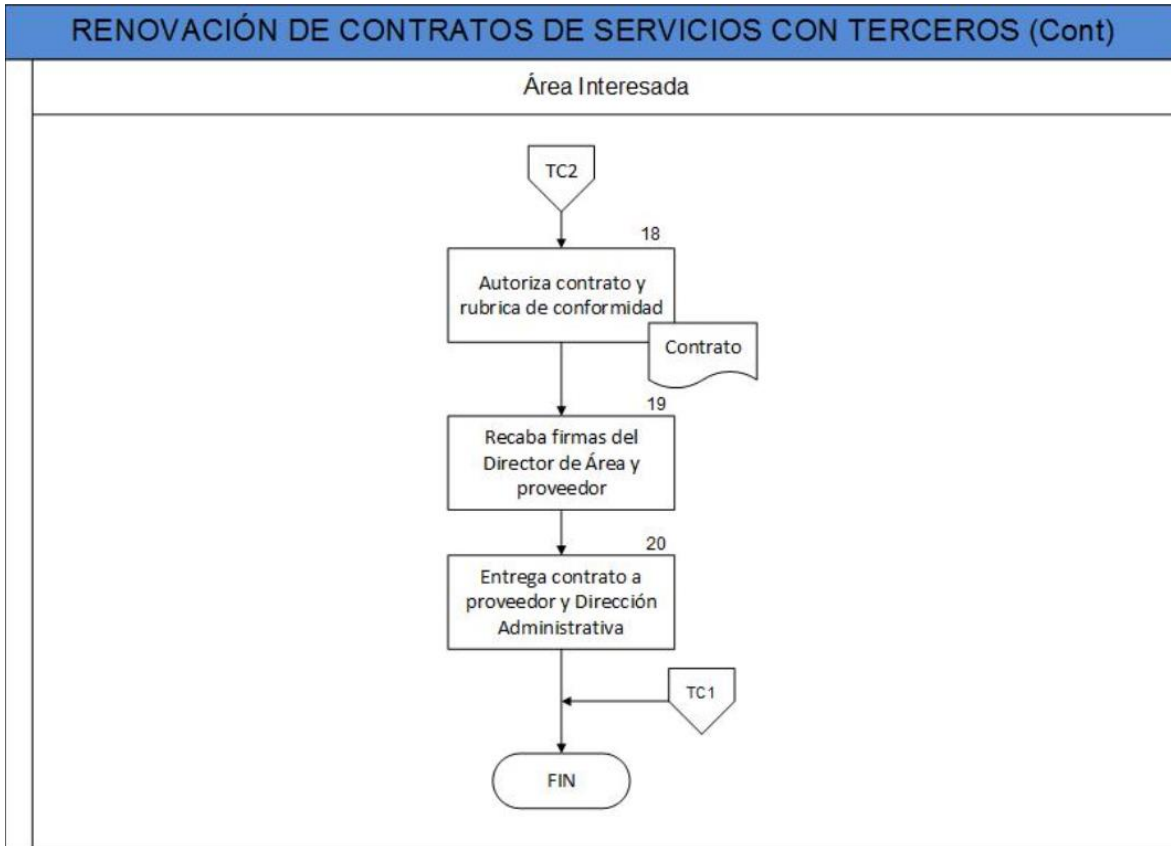 RENOVACIÓN DE CONTRATOS DE SERVICIOS CON TERCEROS (Cont)
Área Interesada
TC2
18
Autoriza contrato y
rubrica de conformidad
Contrato
19
Recaba firmas del
Director de Área y
proveedor
20
Entrega contrato a
proveedor y Dirección
Administrativa
TC1
FIN